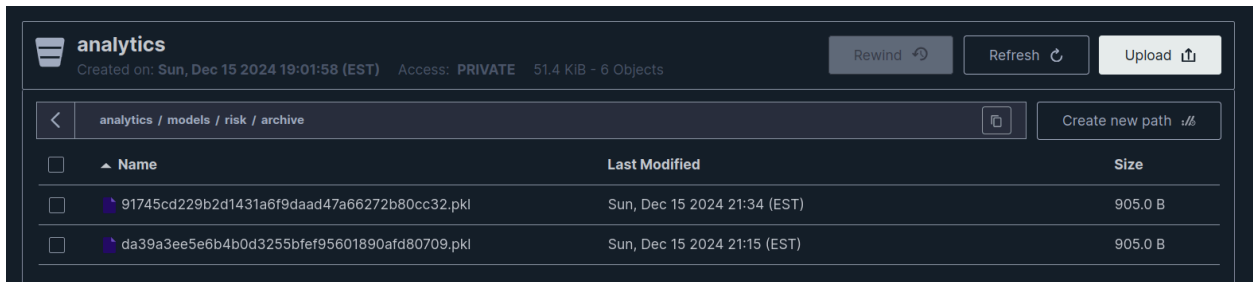 analytics
Created on: Sun, Dec 15 2024 19:01:58 (EST) Access: PRIVATE 51.4 KiB - 6 Objects
Rewind Refresh Upload
analytics / models / risk / archive
Create new path
Name Last Modified Size
91745cd229b2d1431a6f9daad47a66272b80cc32.pkl Sun, Dec 15 2024 21:34 (EST) 905.0 B
da39a3ee5e6b4b0d3255bfef95601890afd80709.pkl Sun, Dec 15 2024 21:15 (EST) 905.0 B